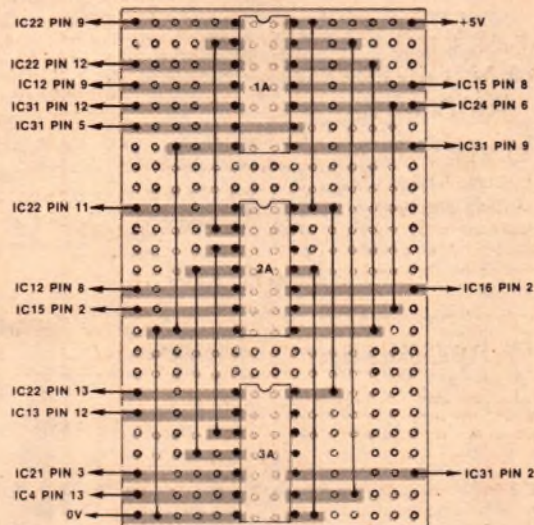 IC22 PIN 9
+5V
IC22 PIN 12
IC12 PIN 9
1A
IC15 PIN 8
IC31 PIN 12
IC24 PIN 6
IC31 PIN 5
IC31 PIN 9
IC22 PIN 11
2A
IC12 PIN 8
IC16 PIN 2
IC15 PIN 2
IC22 PIN 13
IC13 PIN 12
3A
IC21 PIN 3
IC31 PIN 2
IC4 PIN 13
0V